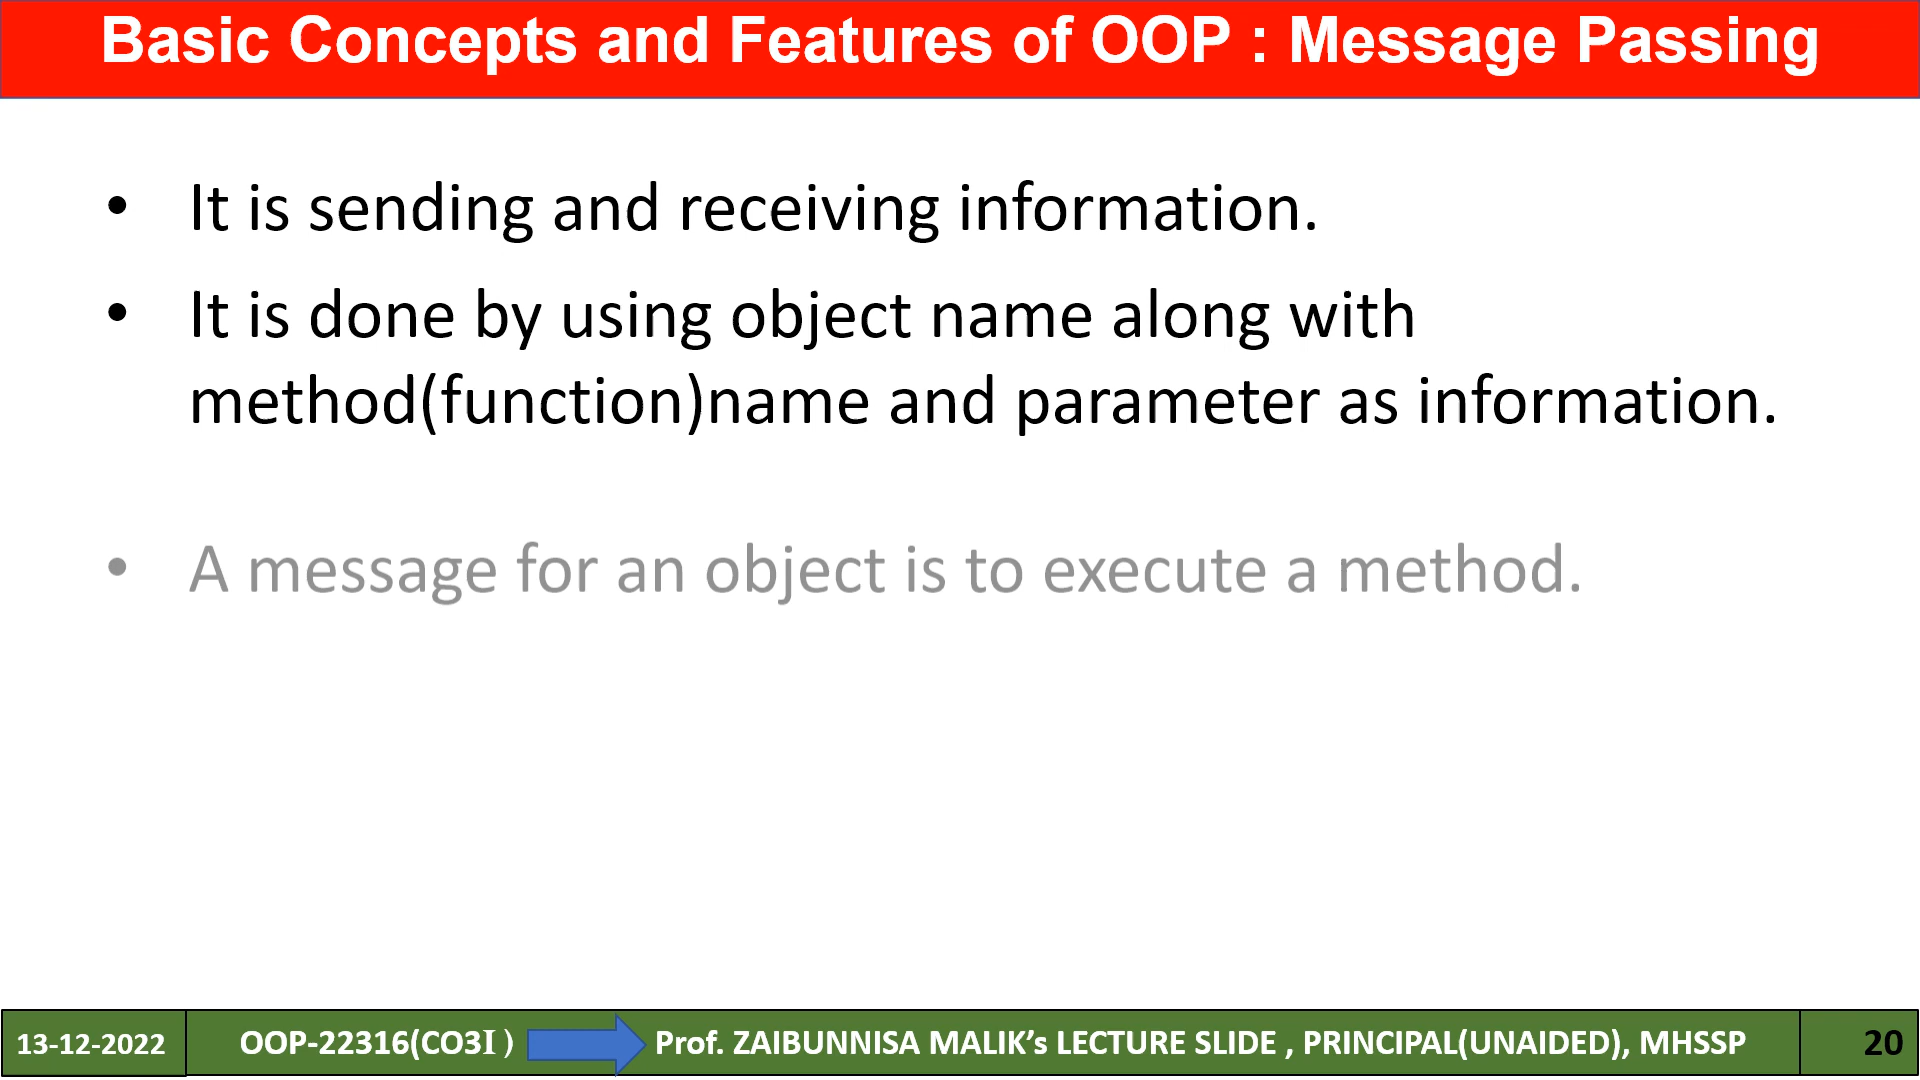 Basic Concepts and Features of OOP : Message Passing
• It is sending and receiving information.
• It is done by using object name along with
method(function)name and parameter as information.
• A message for an object is to execute a method.
13-12-2022 OOP-22316(CO3I ) Prof. ZAIBUNNISA MALIK’s LECTURE SLIDE , PRINCIPAL(UNAIDED), MHSSP 20